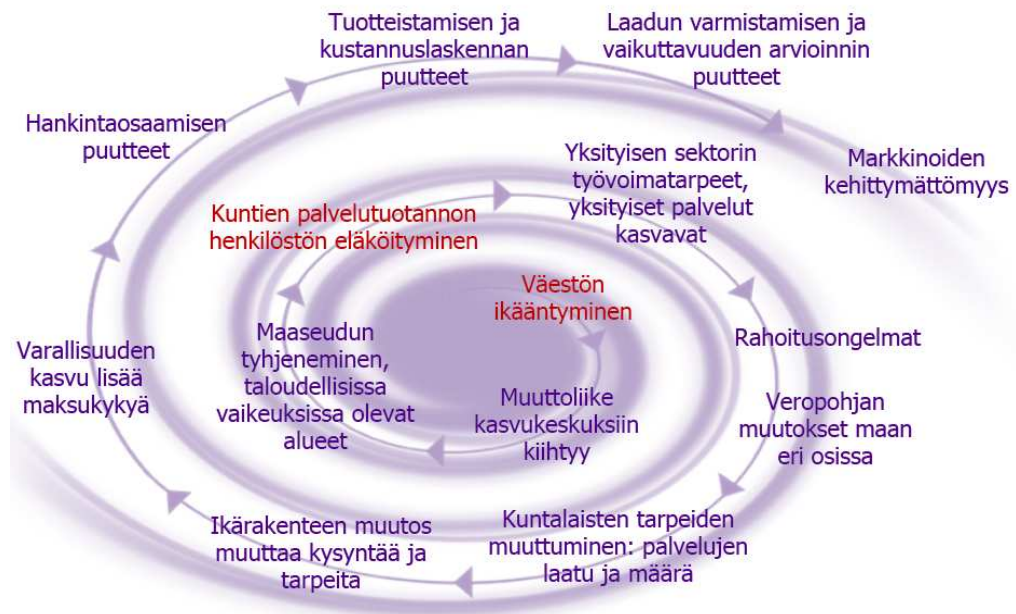 Tuotteistamisen ja
kustannuslaskennan
puutteet
Laadun varmistamisen ja
vaikuttavuuden arvioinnin
puutteet
Hankintaosaamisen
puutteet
Markkinoiden
kehittymättömyys
Yksityisen sektorin
työvoimatarpeet,
yksityiset palvelut
kasvavat
Kuntien palvelutuotannon
henkilöstön eläköityminen
Väestön
ikääntyminen
Maaseudun
tyhjeneminen,
taloudellisissa
vaikeuksissa olevat
alueet
Rahoitusongelmat
Varallisuuden
kasvu lisää
maksukykyä
Muuttoliike
kasvukeskuksiin
kiihtyy
Veropohjan
muutokset maan
eri osissa
Ikärakenteen muutos
muuttaa kysyntää ja
tarpeita
Kuntalaisten tarpeiden
muuttuminen: palvelujen
laatu ja määrä